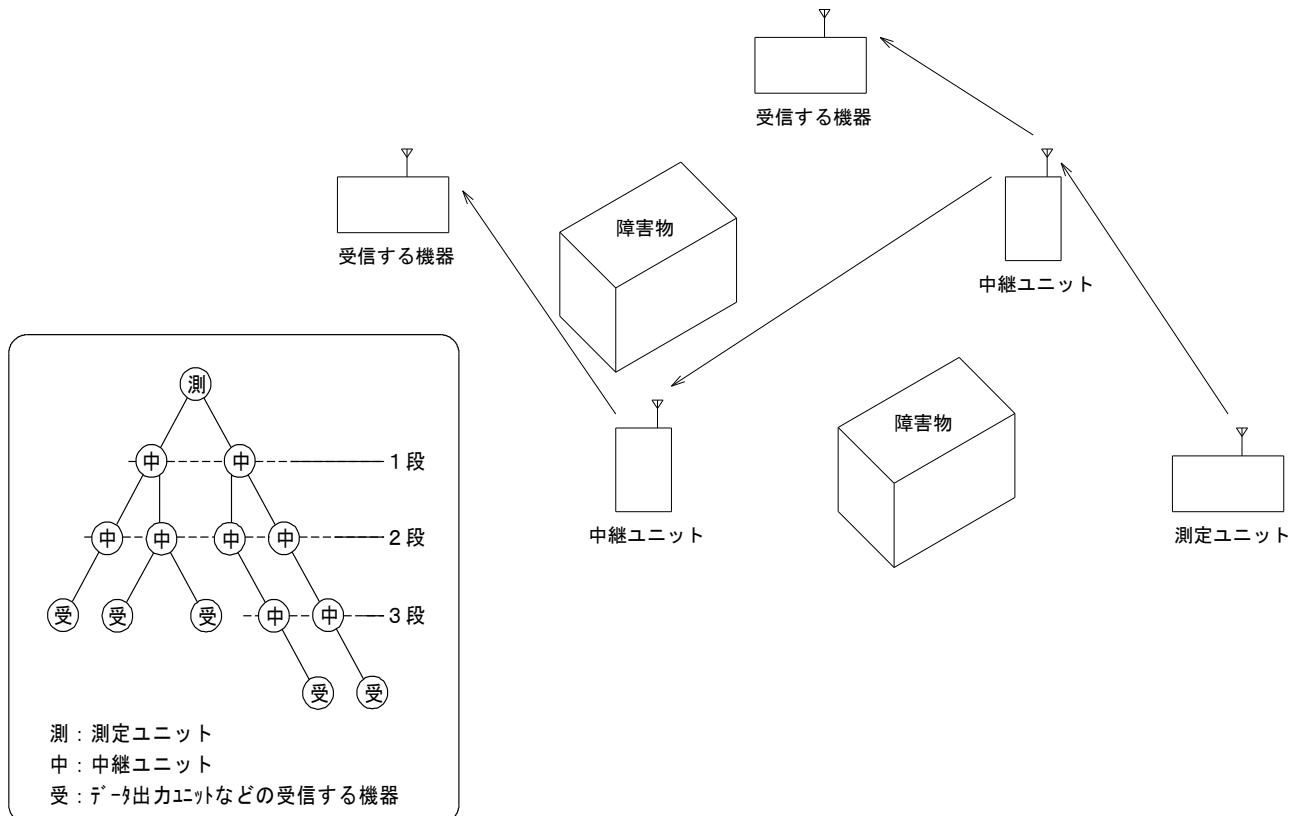 受信する機器
受信する機器
障害物
中継ユニット
障害物
中継ユニット
測定ユニット
測
中 中 1段
中 中 中 中 2段
受 受 受 中 中 3段
受 受
測：測定ユニット
中：中継ユニット
受：ﾃﾞｰﾀ出力ﾕﾆｯﾄなどの受信する機器